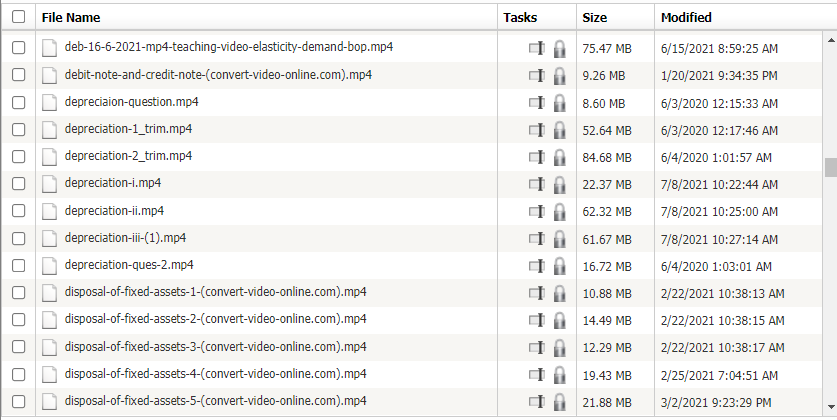 File Name Tasks Size Modified
deb-16-6-2021-mp4-teaching-video-elasticity-demand-bop.mp4 75.47 MB 6/15/2021 8:59:25 AM
debit-note-and-credit-note-(convert-video-online.com).mp4 9.26 MB 1/20/2021 9:34:35 PM
depreciaion-question.mp4 8.60 MB 6/3/2020 12:15:33 AM
depreciation-1_trim.mp4 52.64 MB 6/3/2020 12:17:46 AM
depreciation-2_trim.mp4 84.68 MB 6/4/2020 1:01:57 AM
depreciation-i.mp4 22.37 MB 7/8/2021 10:22:44 AM
depreciation-ii.mp4 62.32 MB 7/8/2021 10:25:00 AM
depreciation-iii-(1).mp4 61.67 MB 7/8/2021 10:27:14 AM
depreciation-ques-2.mp4 16.72 MB 6/4/2020 1:03:01 AM
disposal-of-fixed-assets-1-(convert-video-online.com).mp4 10.88 MB 2/22/2021 10:38:13 AM
disposal-of-fixed-assets-2-(convert-video-online.com).mp4 14.49 MB 2/22/2021 10:38:15 AM
disposal-of-fixed-assets-3-(convert-video-online.com).mp4 12.29 MB 2/22/2021 10:38:17 AM
disposal-of-fixed-assets-4-(convert-video-online.com).mp4 19.43 MB 2/25/2021 7:04:51 AM
disposal-of-fixed-assets-5-(convert-video-online.com).mp4 21.88 MB 3/2/2021 9:23:29 PM